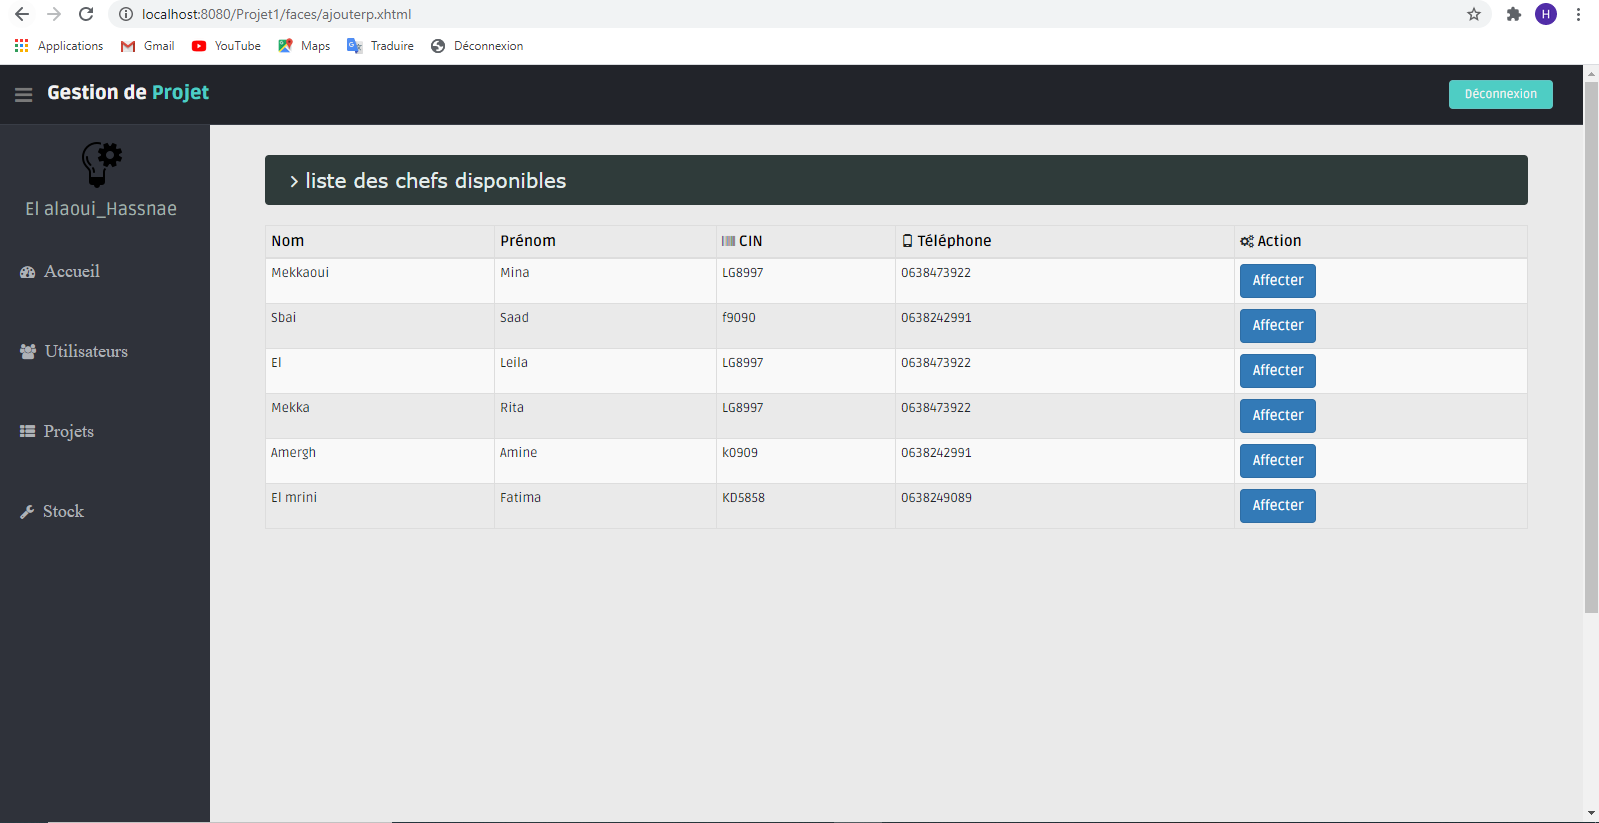 localhost:8080/Projet1/faces/ajouterp.xhtml
H
Applications Gmail YouTube Maps Traduire Déconnexion
Gestion de Projet
Déconnexion
El alaoui_Hassnae
Accueil
Utilisateurs
Projets
Stock
liste des chefs disponibles
Nom Prénom CIN Téléphone Action
Mekkaoui Mina LG8997 0638473922 Affecter
Sbai Saad f9090 0638242991 Affecter
El Leila LG8997 0638473922 Affecter
Mekka Rita LG8997 0638473922 Affecter
Amergh Amine k0909 0638242991 Affecter
El mrini Fatima KD5858 0638249089 Affecter